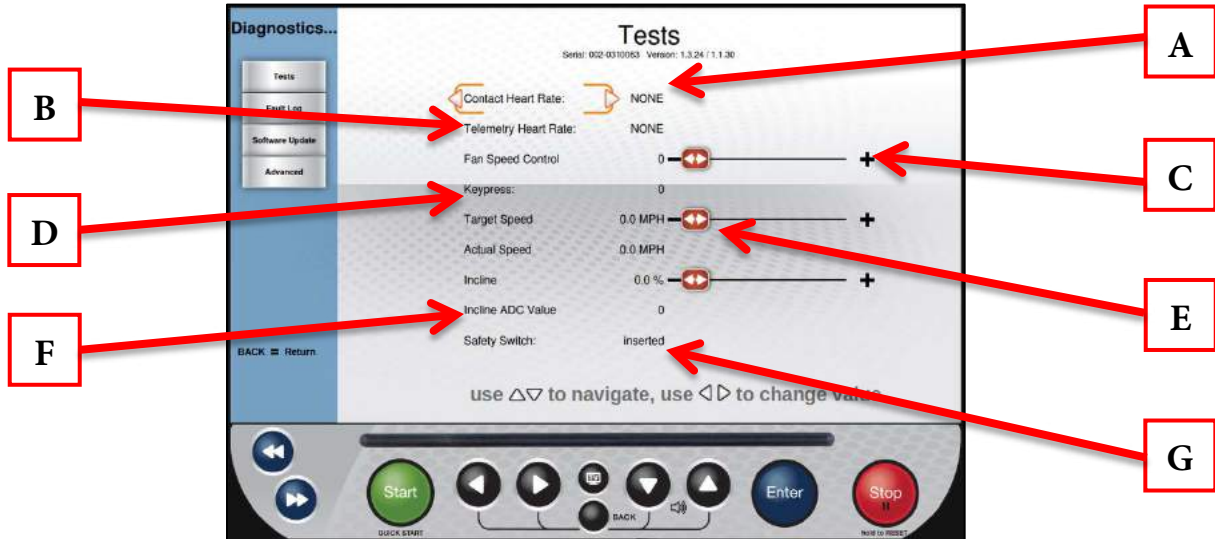 Diagnostics...
Tests
Serial: 002-0310063 Version: 1.3.24 / 1.1.30
Tests
Fault Log
Software Update
Advanced
BACK = Return
Contact Heart Rate: NONE
Telemetry Heart Rate: NONE
Fan Speed Control 0
Keypress: 0
Target Speed 0.0 MPH
Actual Speed 0.0 MPH
Incline 0.0 %
Incline ADC Value 0
Safety Switch: inserted
use △▽ to navigate, use ◁ ▷ to change value
Start
QUICK START
BACK
Enter
Stop
Hold to RESET
A
B
C
D
E
F
G